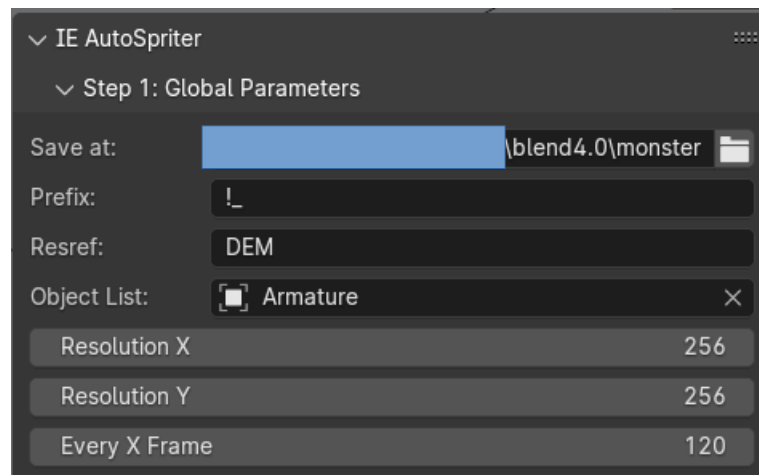 IE AutoSpriter
Step 1: Global Parameters
Save at: \blend4.0\monster
Prefix: !_
Resref: DEM
Object List: Armature
Resolution X 256
Resolution Y 256
Every X Frame 120